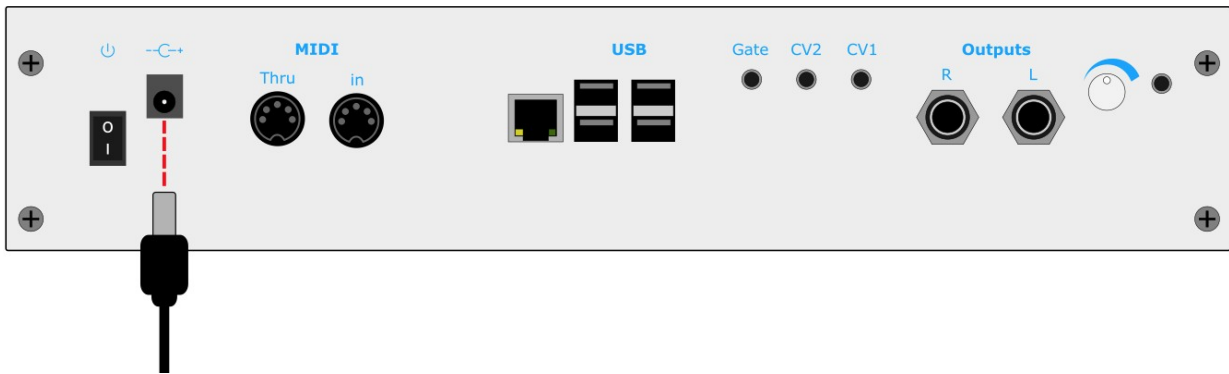 MIDI
USB
Gate CV2 CV1
Outputs
Thru in
R L
O
I